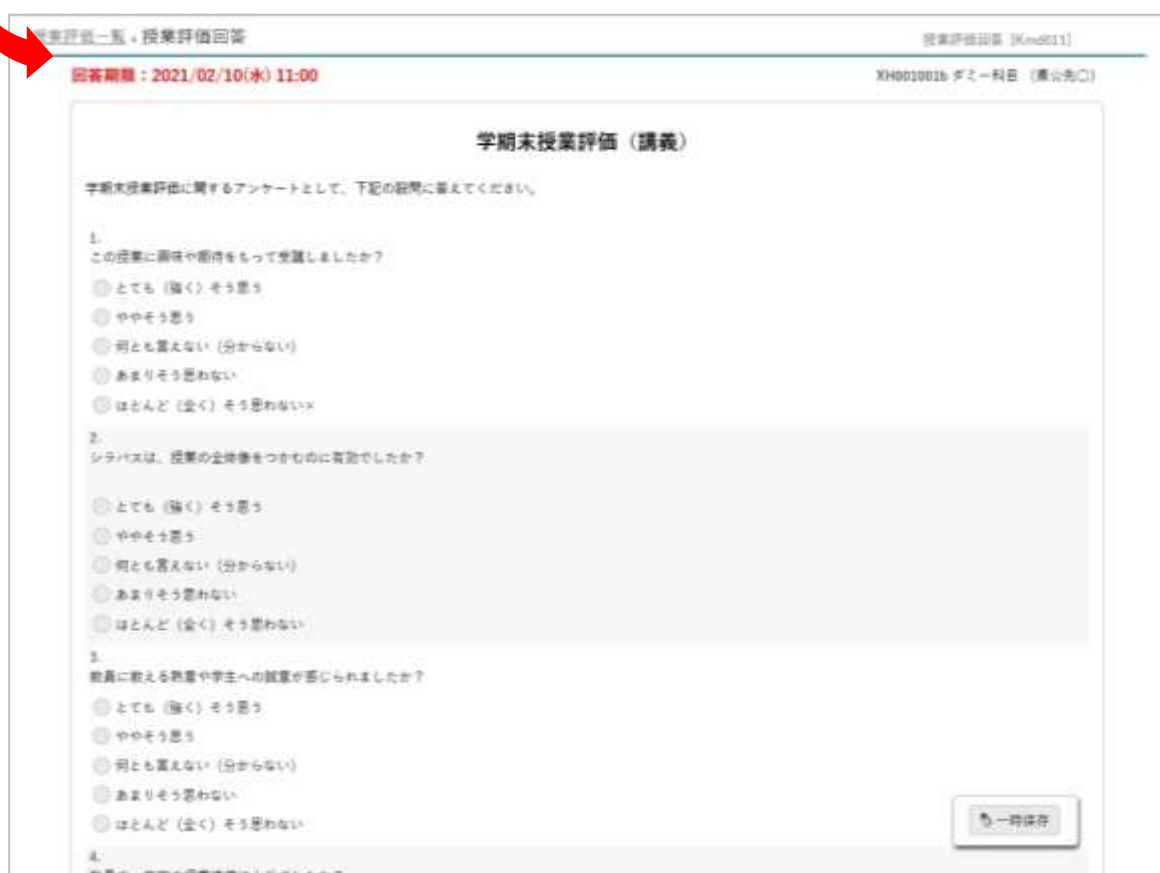 授業評価一覧 › 授業評価回答
授業評価回答 [Kmd011]
回答期限：2021/02/10(水) 11:00
XH001001b ダミー科目
学期末授業評価（講義）
学期末授業評価に関するアンケートとして、下記の設問に答えてください。
1.
この授業に興味や期待をもって受講しましたか？
とても（強く）そう思う
ややそう思う
何とも言えない（分からない）
あまりそう思わない
ほとんど（全く）そう思わない×
2.
シラバスは、授業の全体像をつかむのに有効でしたか？
とても（強く）そう思う
ややそう思う
何とも言えない（分からない）
あまりそう思わない
ほとんど（全く）そう思わない
3.
教員に教える熱意や学生への誠意が感じられましたか？
とても（強く）そう思う
ややそう思う
何とも言えない（分からない）
あまりそう思わない
ほとんど（全く）そう思わない
一時保存
4.